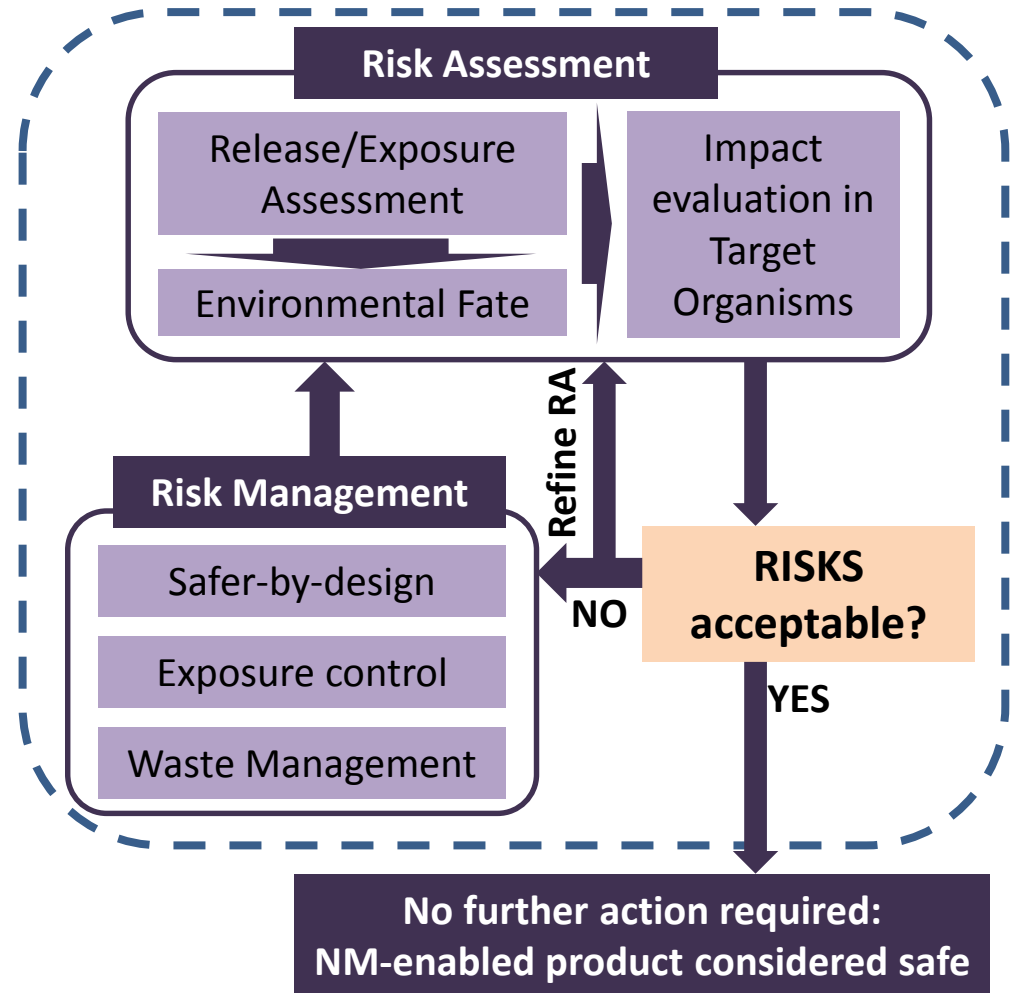 Risk Assessment
Release/Exposure
Assessment
Environmental Fate
Impact
evaluation in
Target
Organisms
Refine RA
Risk Management
Safer-by-design
Exposure control
Waste Management
NO
RISKS
acceptable?
YES
No further action required:
NM-enabled product considered safe